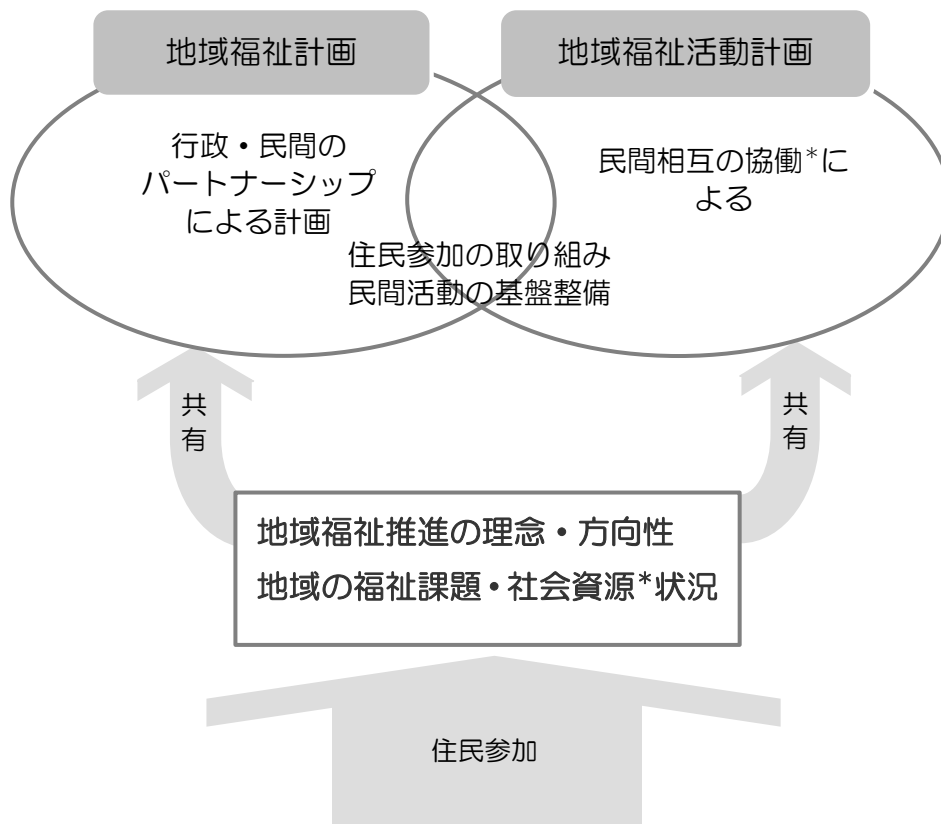 地域福祉計画
地域福祉活動計画
行政・民間の
パートナーシップ
による計画
民間相互の協働*に
よる
住民参加の取り組み
民間活動の基盤整備
共
有
共
有
地域福祉推進の理念・方向性
地域の福祉課題・社会資源*状況
住民参加